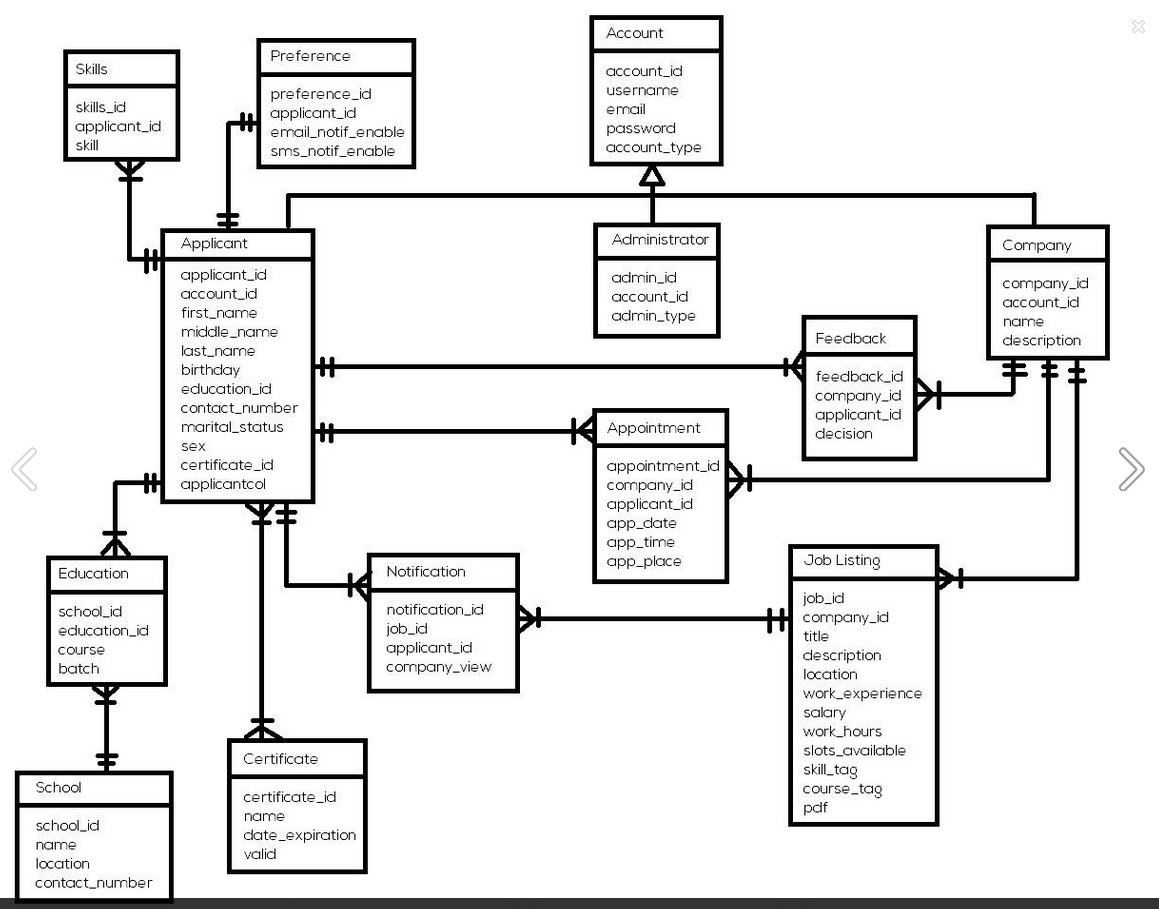 Account
account_id
username
email
password
account_type
Preference
preference_id
applicant_id
email_notif_enable
sms_notif_enable
Skills
skills_id
applicant_id
skill
Applicant
applicant_id
account_id
first_name
middle_name
last_name
birthday
education_id
contact_number
marital_status
sex
certificate_id
applicantcol
Administrator
admin_id
account_id
admin_type
Company
company_id
account_id
name
description
Feedback
feedback_id
company_id
applicant_id
decision
Appointment
appointment_id
company_id
applicant_id
app_date
app_time
app_place
Education
school_id
education_id
course
batch
Notification
notification_id
job_id
applicant_id
company_view
Job Listing
job_id
company_id
title
description
location
work_experience
salary
work_hours
slots_available
skill_tag
course_tag
pdf
School
school_id
name
location
contact_number
Certificate
certificate_id
name
date_expiration
valid